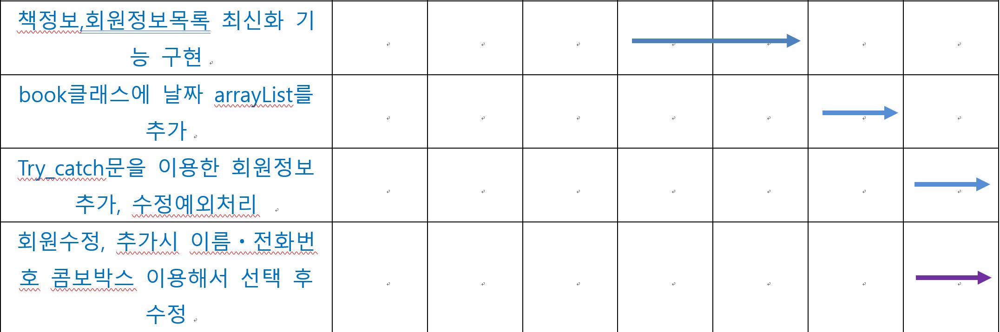 책정보,회원정보목록 최신화 기
능 구현
book클래스에 날짜 arrayList를
추가
Try_catch문을 이용한 회원정보
추가, 수정예외처리
회원수정, 추가시 이름·전화번
호 콤보박스 이용해서 선택 후
수정